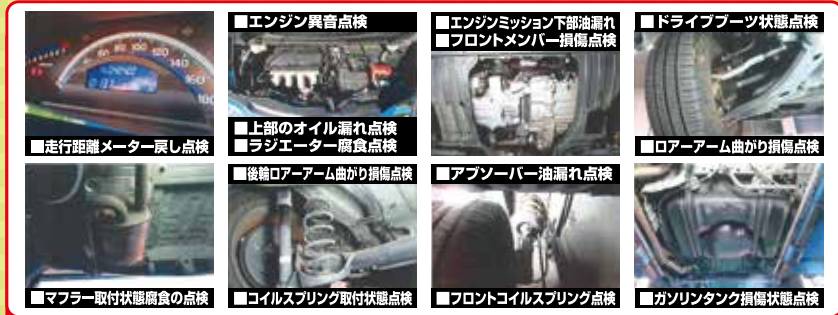 ■走行距離メーター戻し点検
■エンジン異音点検
■上部のオイル漏れ点検
■ラジエーター腐食点検
■エンジンミッション下部油漏れ
■フロントメンバー損傷点検
■ドライブブーツ状態点検
■ロアーアーム曲がり損傷点検
■マフラー取付状態腐食の点検
■後輪ロアーアーム曲がり損傷点検
■コイルスプリング取付状態点検
■アブソーバー油漏れ点検
■フロントコイルスプリング点検
■ガソリンタンク損傷状態点検